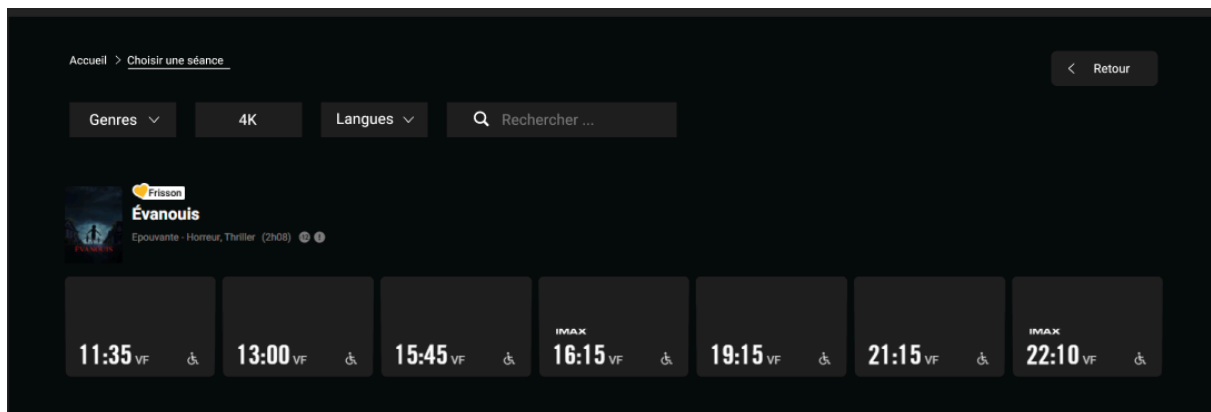 Accueil > Choisir une séance
Retour
Genres 4K Langues Rechercher ...
Frisson
Évanouis
Epouvante - Horreur, Thriller (2h08) 12 !
ÉVANOUIS
IMAX IMAX
11:35 VF 13:00 VF 15:45 VF 16:15 VF 19:15 VF 21:15 VF 22:10 VF